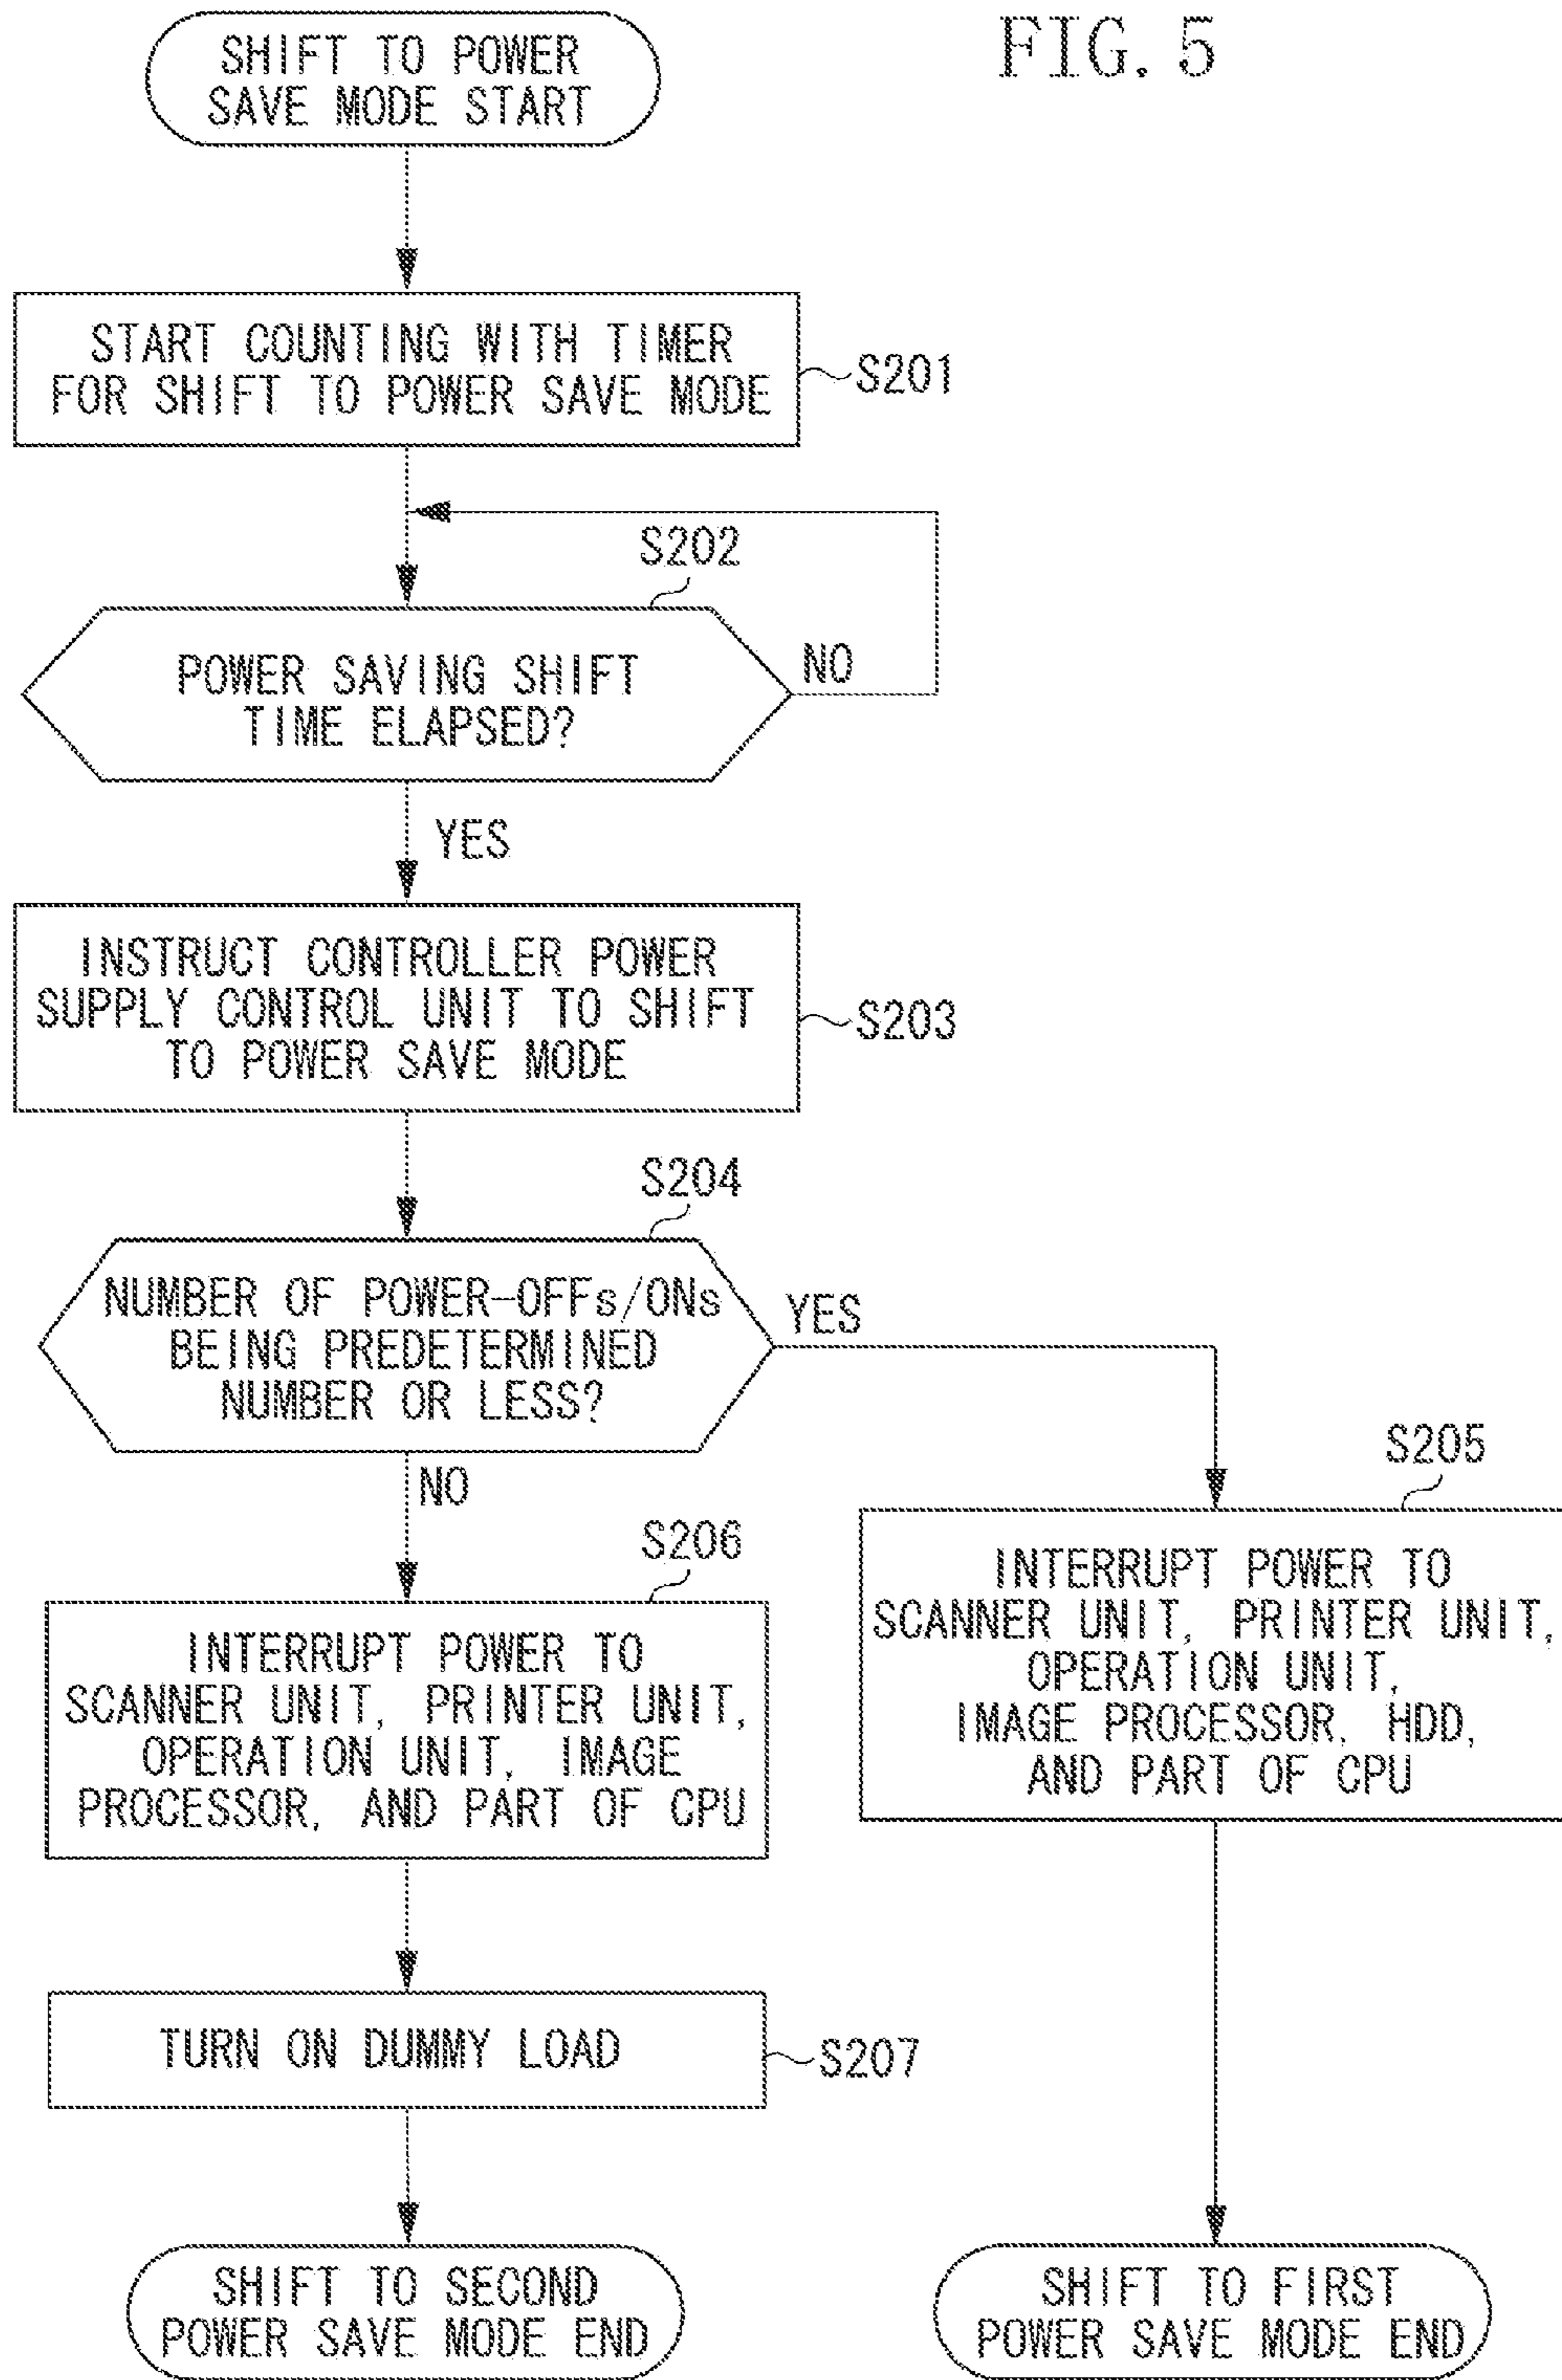 FIG. 5
SHIFT TO POWER
SAVE MODE START
START COUNTING WITH TIMER
FOR SHIFT TO POWER SAVE MODE
S201
S202
POWER SAVING SHIFT
TIME ELAPSED?
NO
YES
INSTRUCT CONTROLLER POWER
SUPPLY CONTROL UNIT TO SHIFT
TO POWER SAVE MODE
S203
S204
NUMBER OF POWER-OFFs/ONs
BEING PREDETERMINED
NUMBER OR LESS?
YES
NO
S205
INTERRUPT POWER TO
SCANNER UNIT, PRINTER UNIT,
OPERATION UNIT,
IMAGE PROCESSOR, HDD,
AND PART OF CPU
S206
INTERRUPT POWER TO
SCANNER UNIT, PRINTER UNIT,
OPERATION UNIT, IMAGE
PROCESSOR, AND PART OF CPU
TURN ON DUMMY LOAD
S207
SHIFT TO SECOND
POWER SAVE MODE END
SHIFT TO FIRST
POWER SAVE MODE END